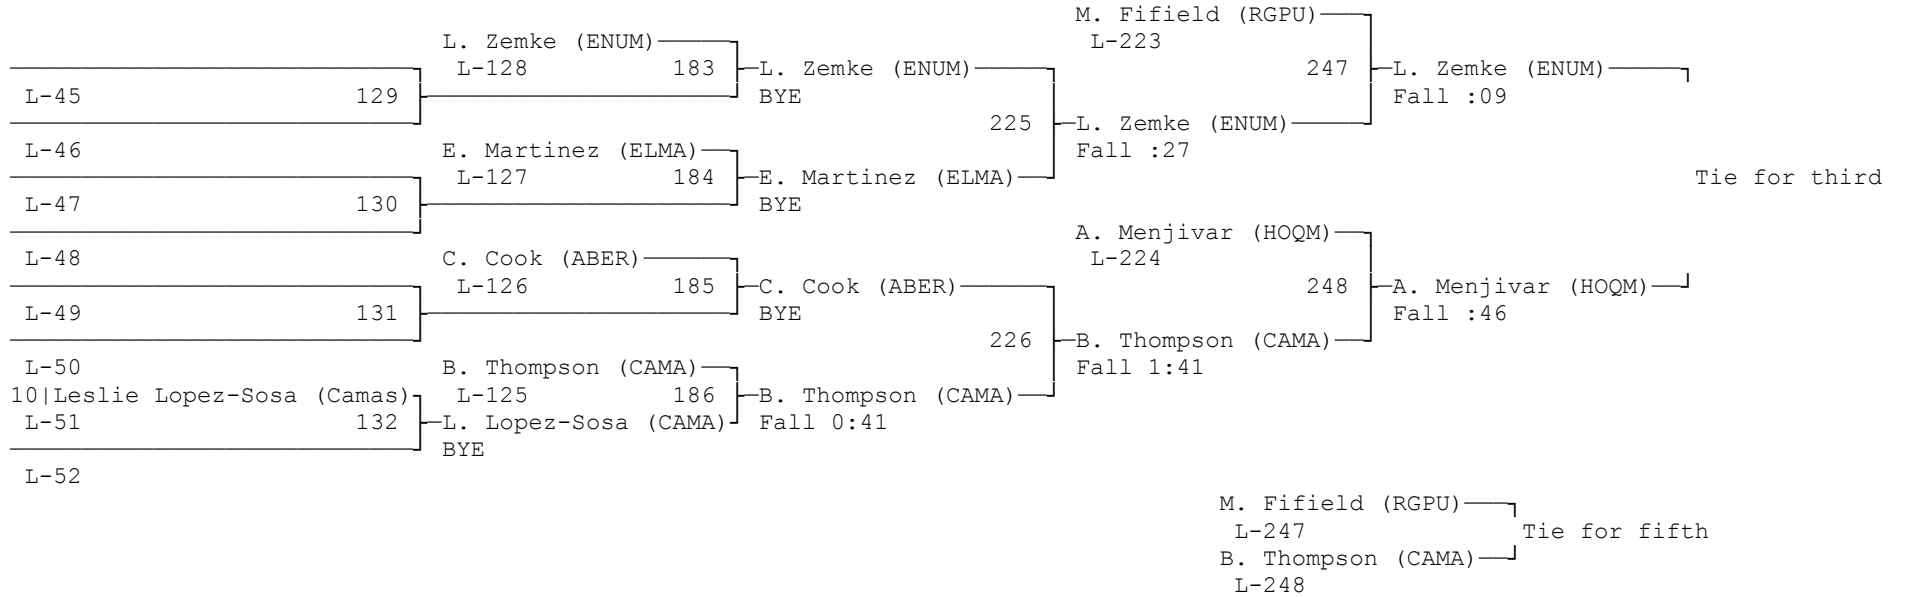 M. Fifield (RGPU)
L. Zemke (ENUM) L-223
L-128 183 L. Zemke (ENUM) 247 L. Zemke (ENUM)
L-45 129 BYE Fall :09
225 L. Zemke (ENUM)
L-46 E. Martinez (ELMA) Fall :27
L-127 184 E. Martinez (ELMA) Tie for third
L-47 130 BYE
A. Menjivar (HOQM)
L-48 C. Cook (ABER) L-224
L-126 185 C. Cook (ABER) 248 A. Menjivar (HOQM)
L-49 131 BYE Fall :46
226 B. Thompson (CAMA)
L-50 B. Thompson (CAMA) Fall 1:41
10|Leslie Lopez-Sosa (Camas) L-125 186 B. Thompson (CAMA)
L-51 132 L. Lopez-Sosa (CAMA) Fall 0:41
BYE
L-52
M. Fifield (RGPU)
L-247 Tie for fifth
B. Thompson (CAMA)
L-248